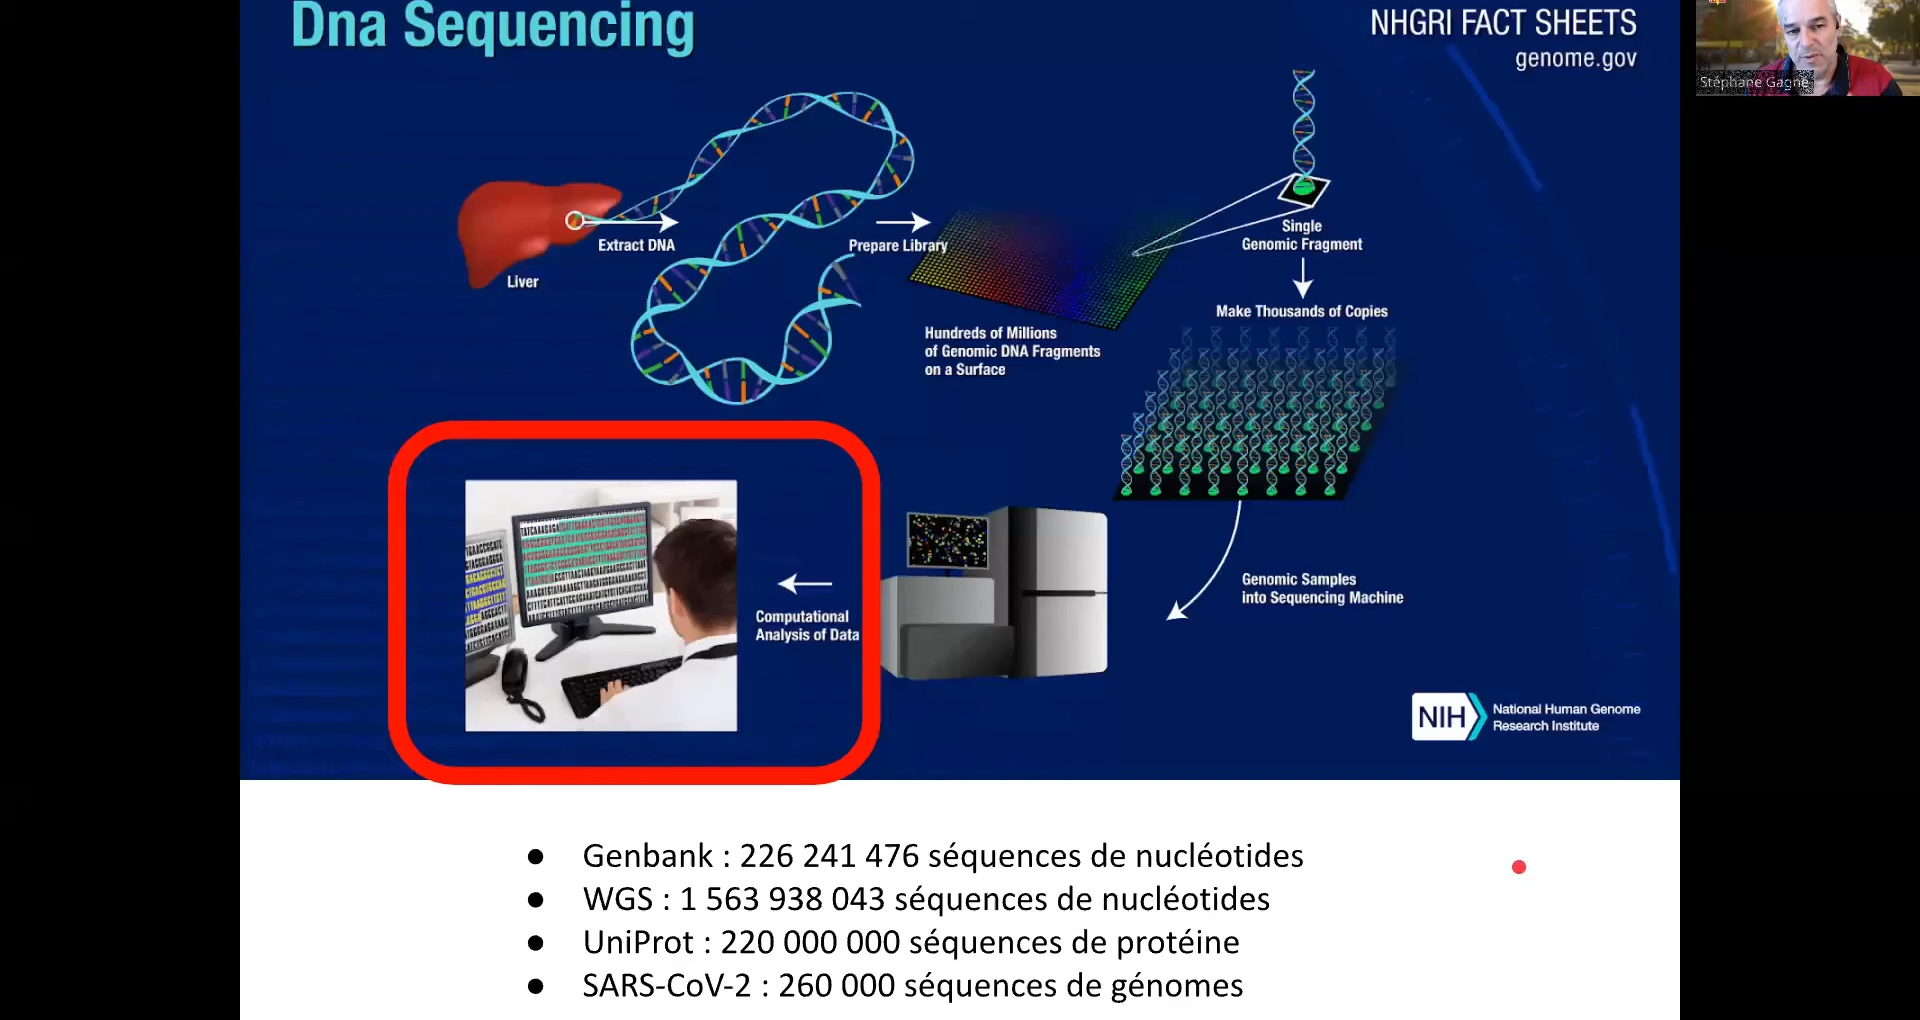 Dna Sequencing
NHGRI FACT SHEETS
genome.gov
Stéphane Gagné
Extract DNA
Liver
Prepare Library
Single
Genomic Fragment
Make Thousands of Copies
Hundreds of Millions
of Genomic DNA Fragments
on a Surface
Genomic Samples
into Sequencing Machine
Computational
Analysis of Data
NIH
National Human Genome
Research Institute
● Genbank : 226 241 476 séquences de nucléotides
● WGS : 1 563 938 043 séquences de nucléotides
● UniProt : 220 000 000 séquences de protéine
● SARS-CoV-2 : 260 000 séquences de génomes